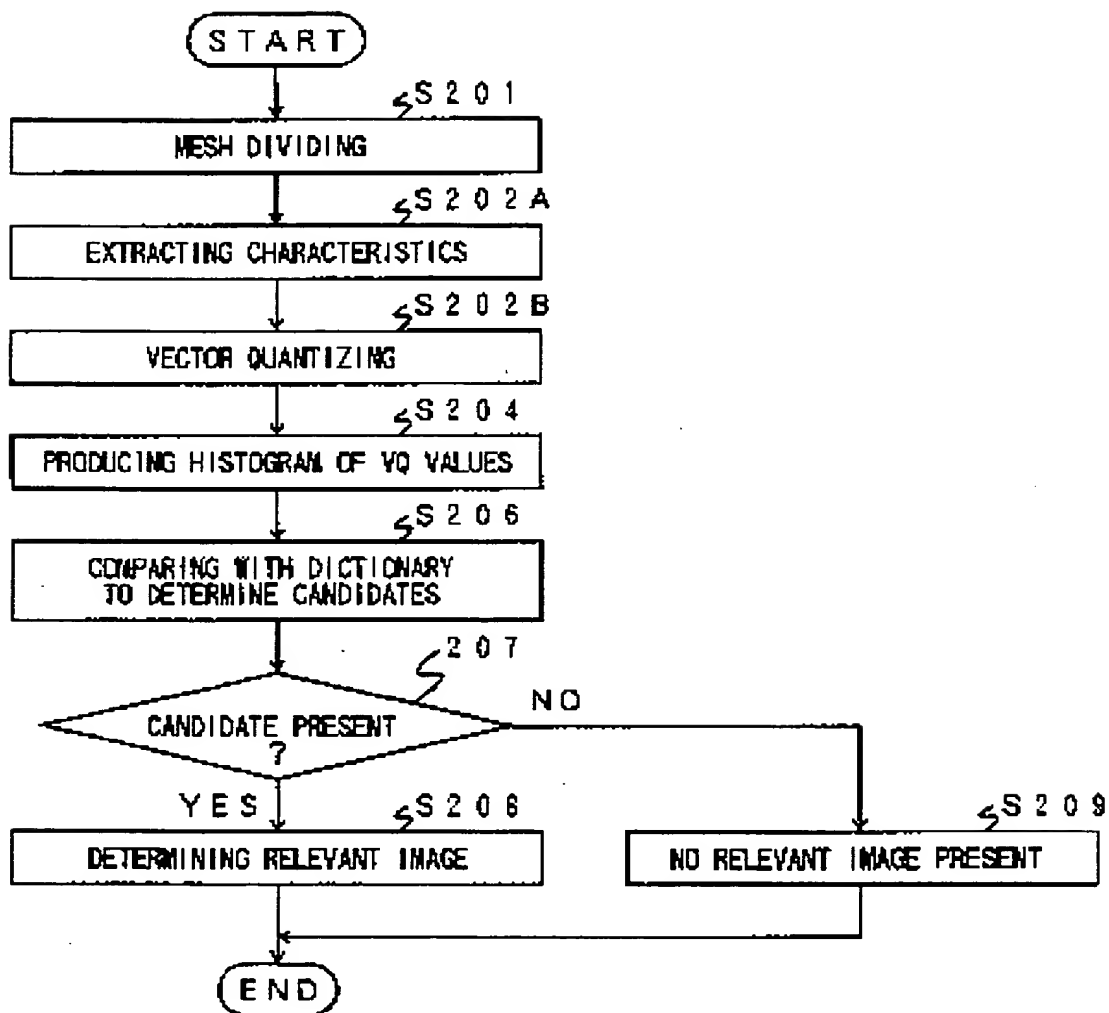 START
S201
MESH DIVIDING
S202A
EXTRACTING CHARACTERISTICS
S202B
VECTOR QUANTIZING
S204
PRODUCING HISTOGRAM OF VQ VALUES
S206
COMPARING WITH DICTIONARY
TO DETERMINE CANDIDATES
207
CANDIDATE PRESENT
?
NO
YES
S208
S209
DETERMINING RELEVANT IMAGE
NO RELEVANT IMAGE PRESENT
END